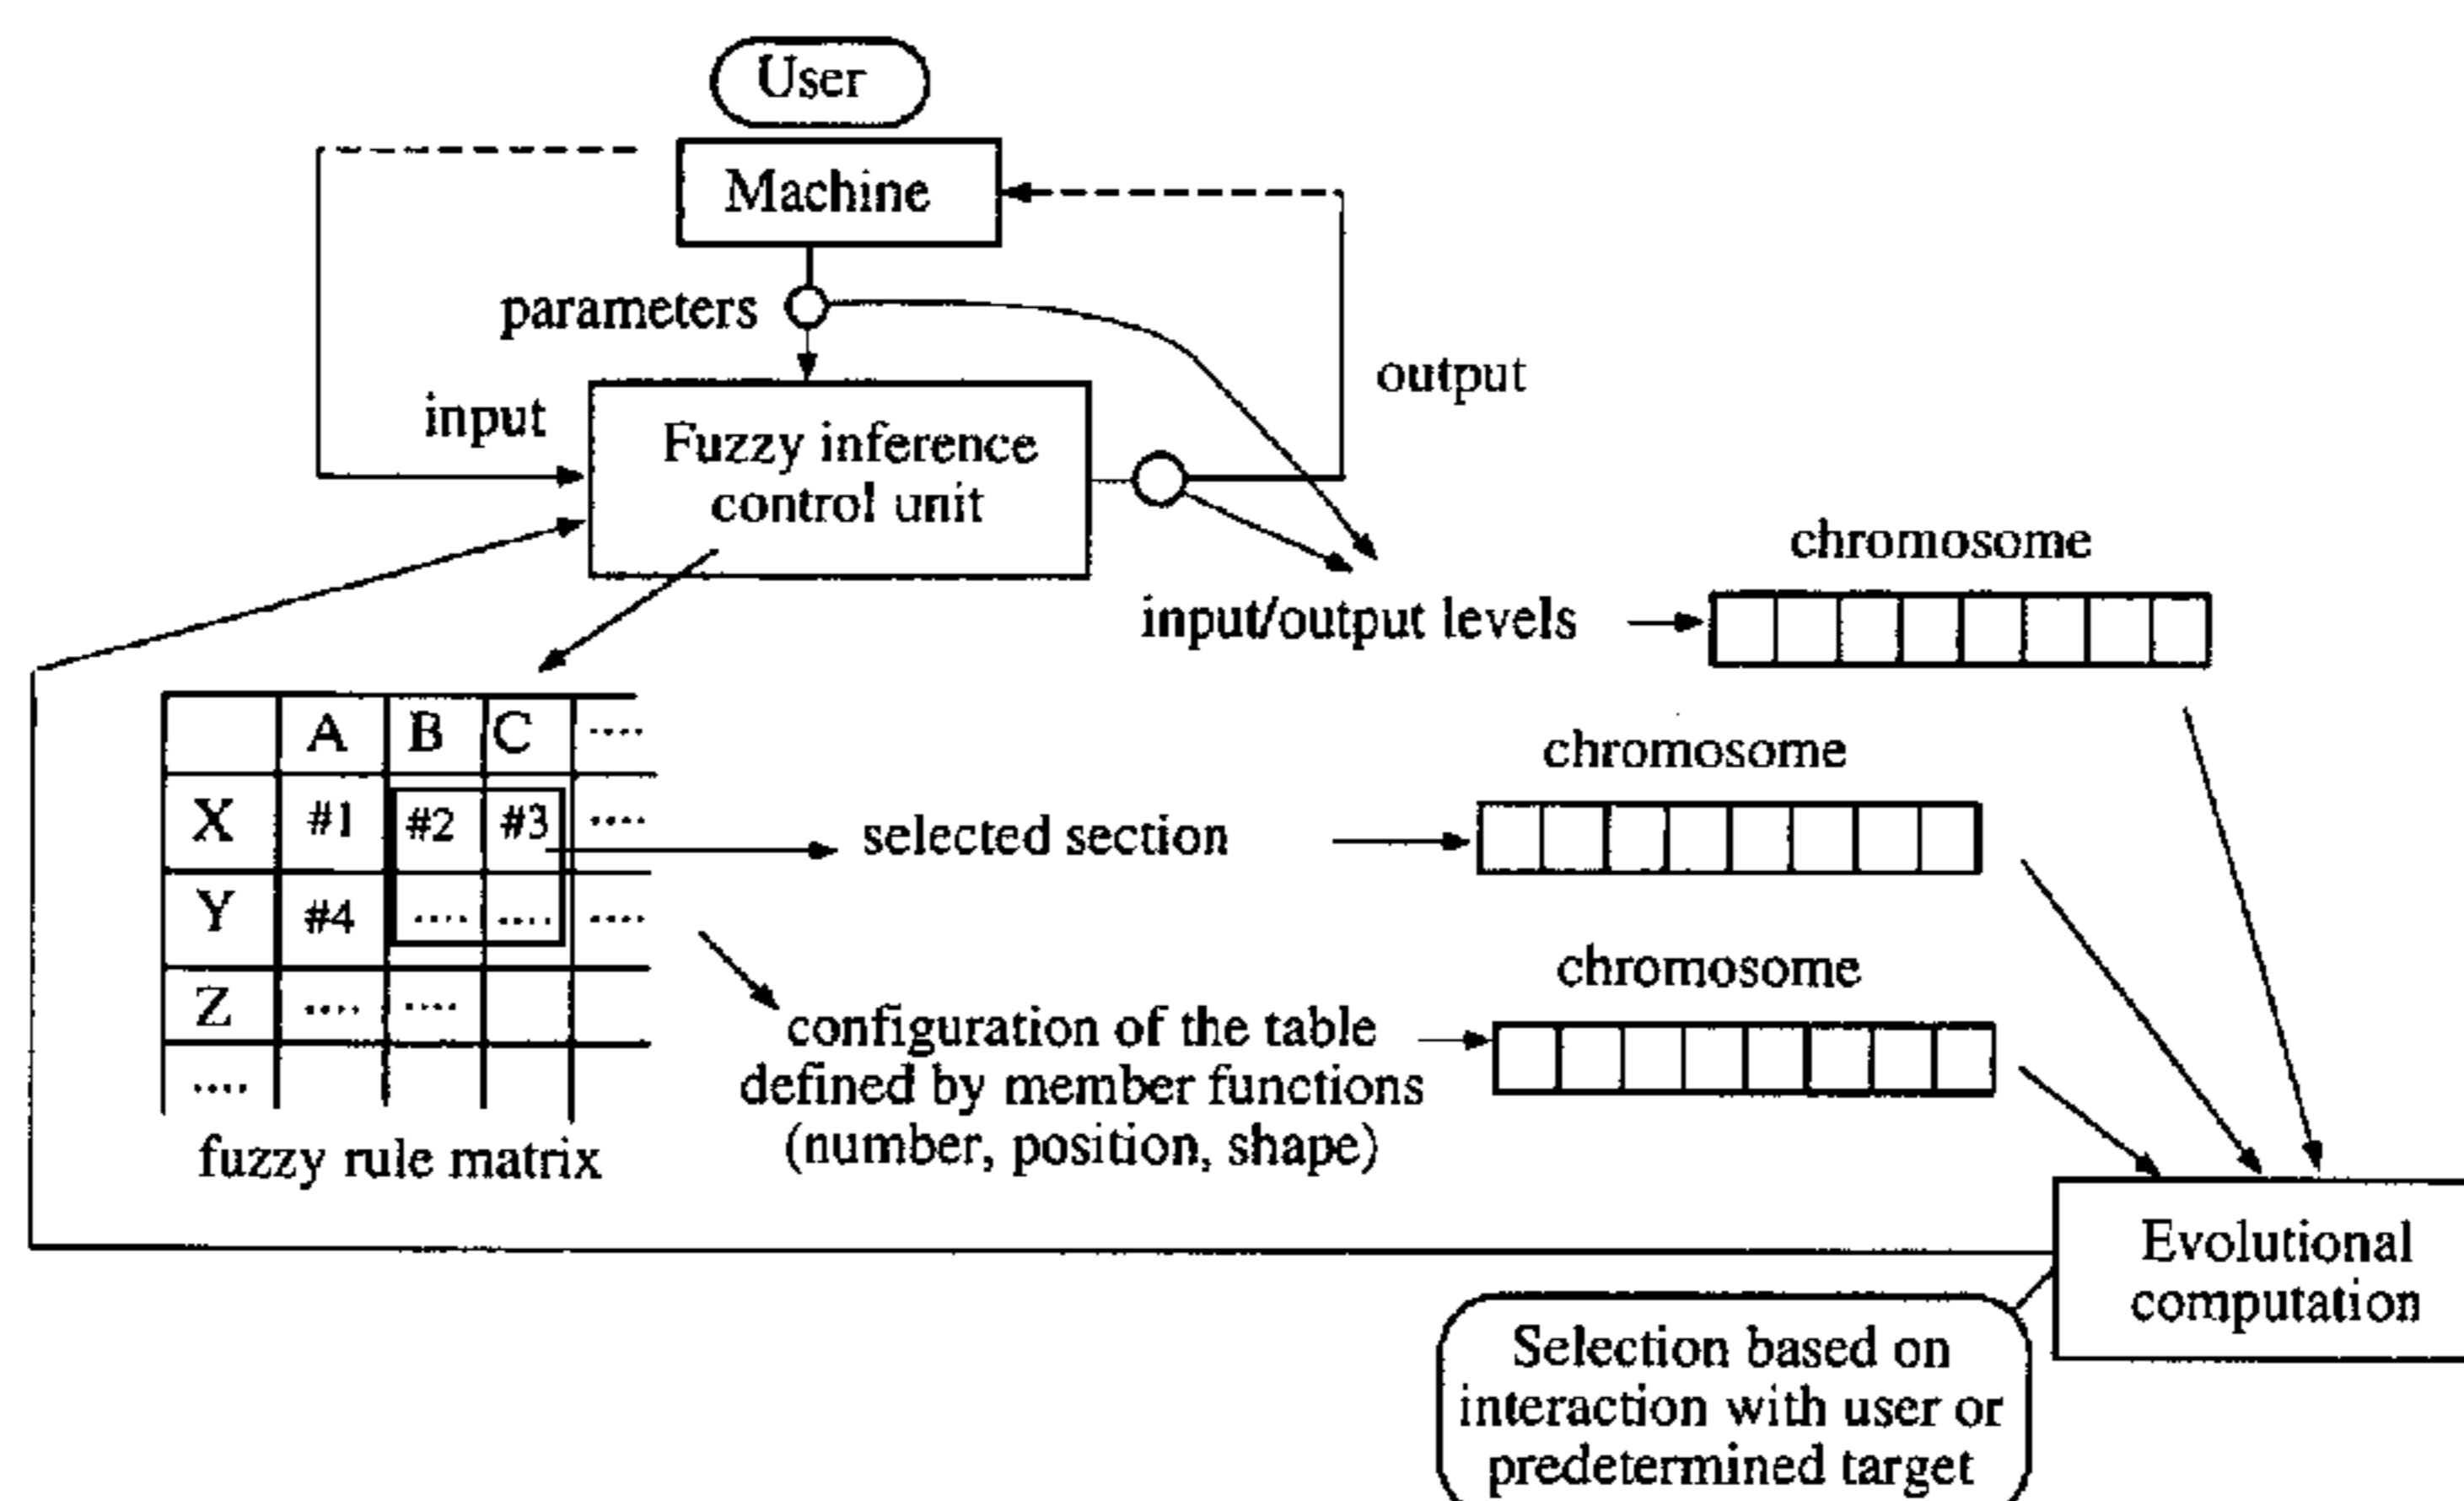 User
Machine
parameters
input
output
Fuzzy inference
control unit
chromosome
input/output levels
A B C ....
X #1 #2 #3 ....
Y #4 .... .... ....
Z .... ....
....
fuzzy rule matrix
chromosome
selected section
chromosome
configuration of the table
defined by member functions
(number, position, shape)
Evolutional
computation
Selection based on
interaction with user or
predetermined target